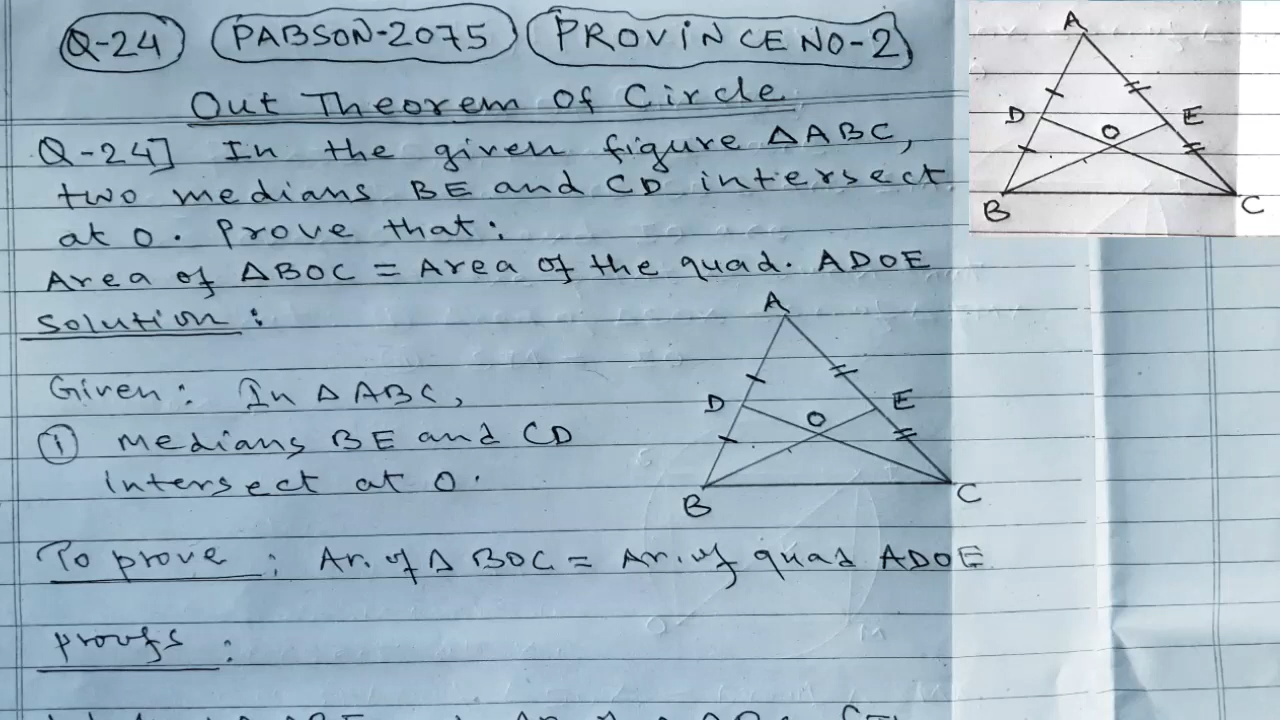 Q-24 PABSON-2075 PROVINCE NO-2
Out Theorem of Circle
Q-24] In the given figure △ABC,
two medians BE and CD intersect
at O. Prove that:
Area of △BOC = Area of the quad. ADOE
Solution:
Given: In △ABC,
① Medians BE and CD
intersect at O.
To prove: Ar. of △BOC = Ar. of quad ADOE
Proofs:
A
D
O
E
B
C
A
D
O
E
B
C